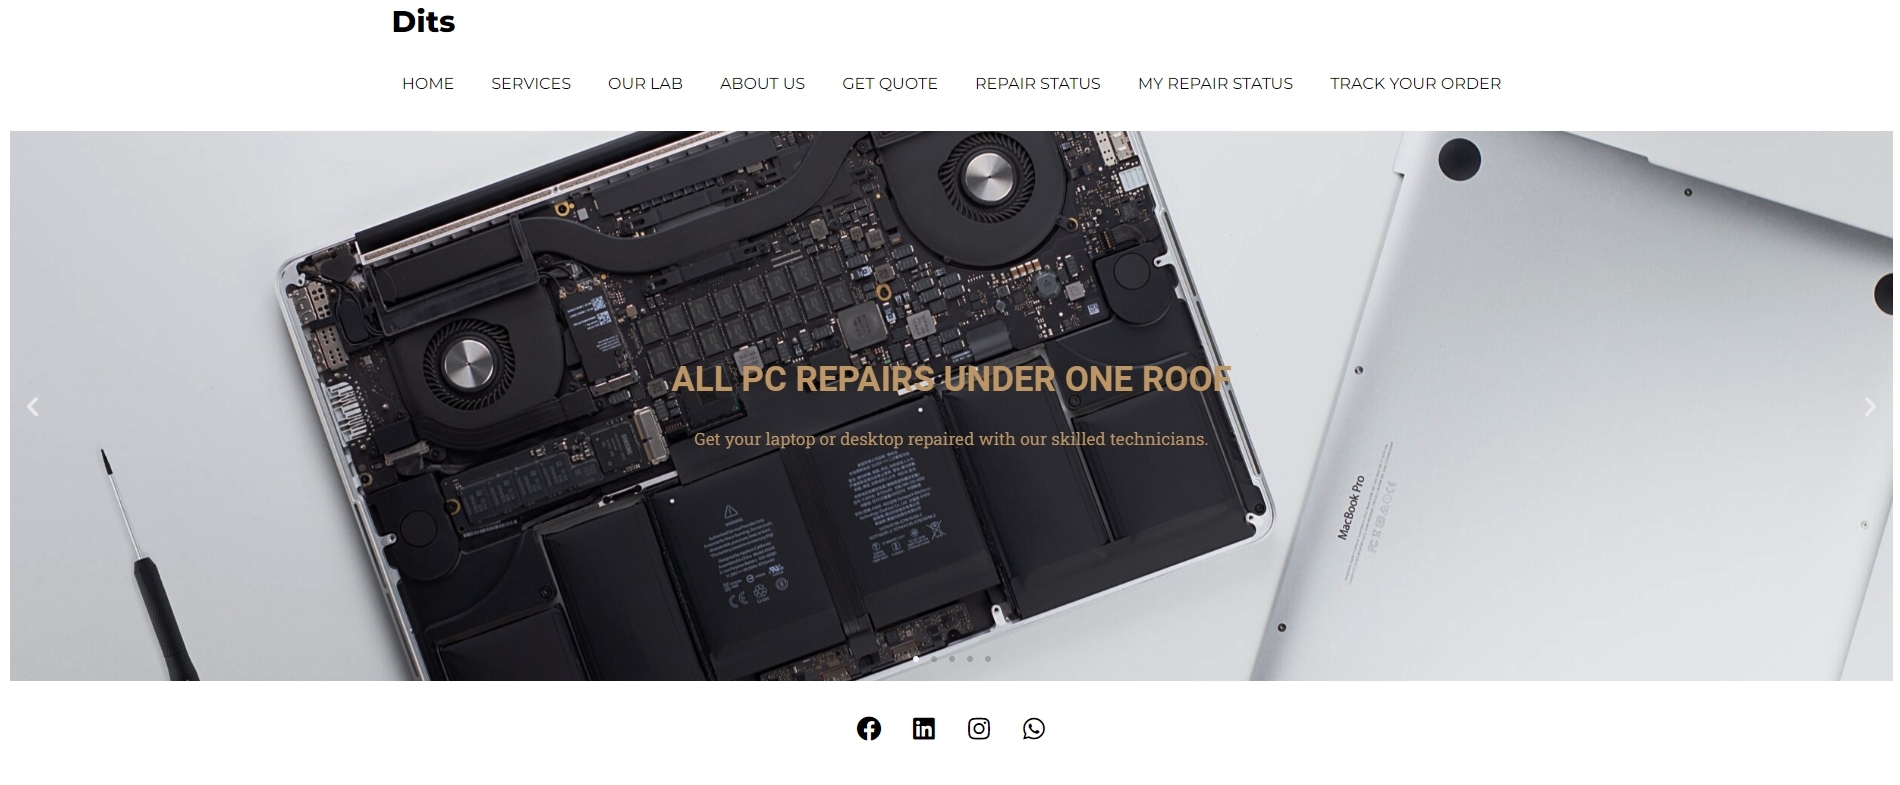 Dits
HOME SERVICES OUR LAB ABOUT US GET QUOTE REPAIR STATUS MY REPAIR STATUS TRACK YOUR ORDER
ALL PC REPAIRS UNDER ONE ROOF
Get your laptop or desktop repaired with our skilled technicians.
MacBook Pro